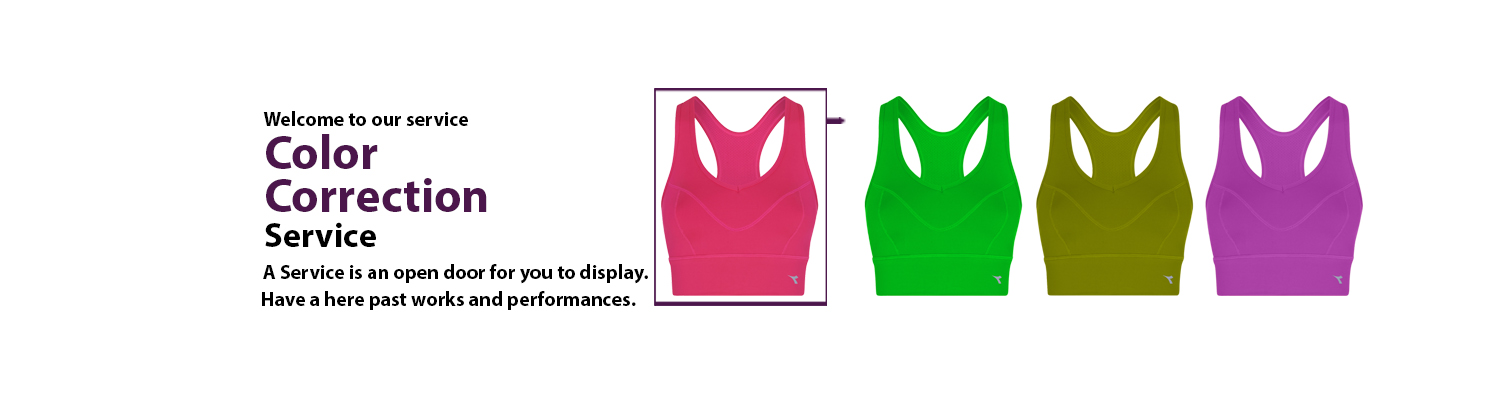 Welcome to our service
Color
Correction
Service
A Service is an open door for you to display.
Have a here past works and performances.